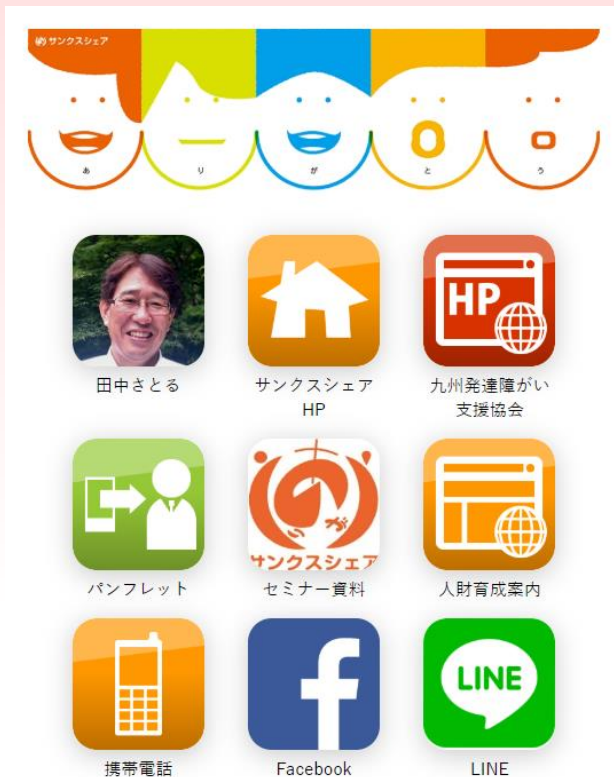 サンクスシェア
あ り が と う
HP
田中さとる サンクスシェア 九州発達障がい
HP 支援協会
の
い が
サンクスシェア
パンフレット セミナー資料 人財育成案内
LINE
携帯電話 Facebook LINE